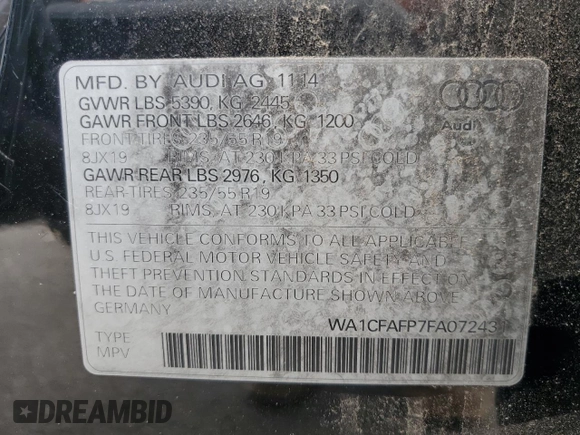 MFD. BY AUDI AG 11.14
GVWR LBS 5390, KG 2445
GAWR FRONT LBS 2646, KG 1200
FRONT TIRES 235/55 R19
8JX19 RIMS, AT 230 KPA 33 PSI COLD
GAWR REAR LBS 2976, KG 1350
REAR TIRES 235/55 R19
8JX19 RIMS, AT 230 KPA 33 PSI COLD
Audi
THIS VEHICLE CONFORMS TO ALL APPLICABLE
U.S. FEDERAL MOTOR VEHICLE SAFETY AND
THEFT PREVENTION STANDARDS IN EFFECT ON
THE DATE OF MANUFACTURE SHOWN ABOVE.
GERMANY
TYPE
MPV
DREAMBID